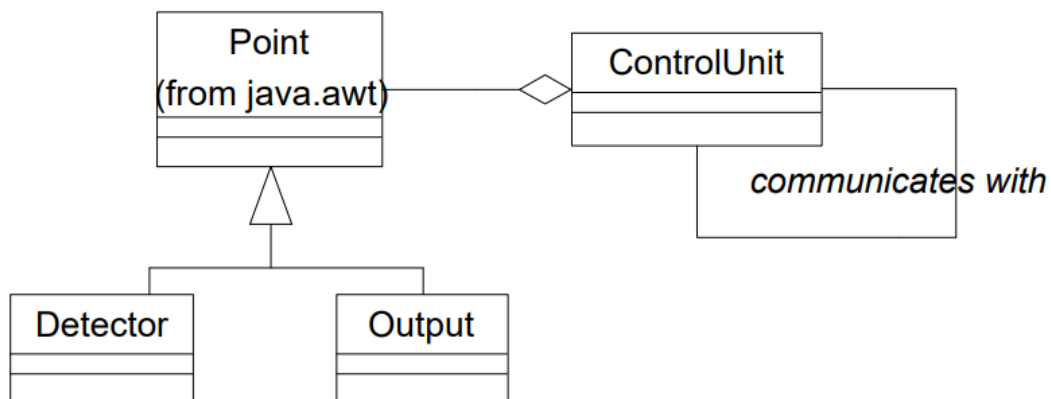 Point
(from java.awt)
ControlUnit
communicates with
Detector
Output